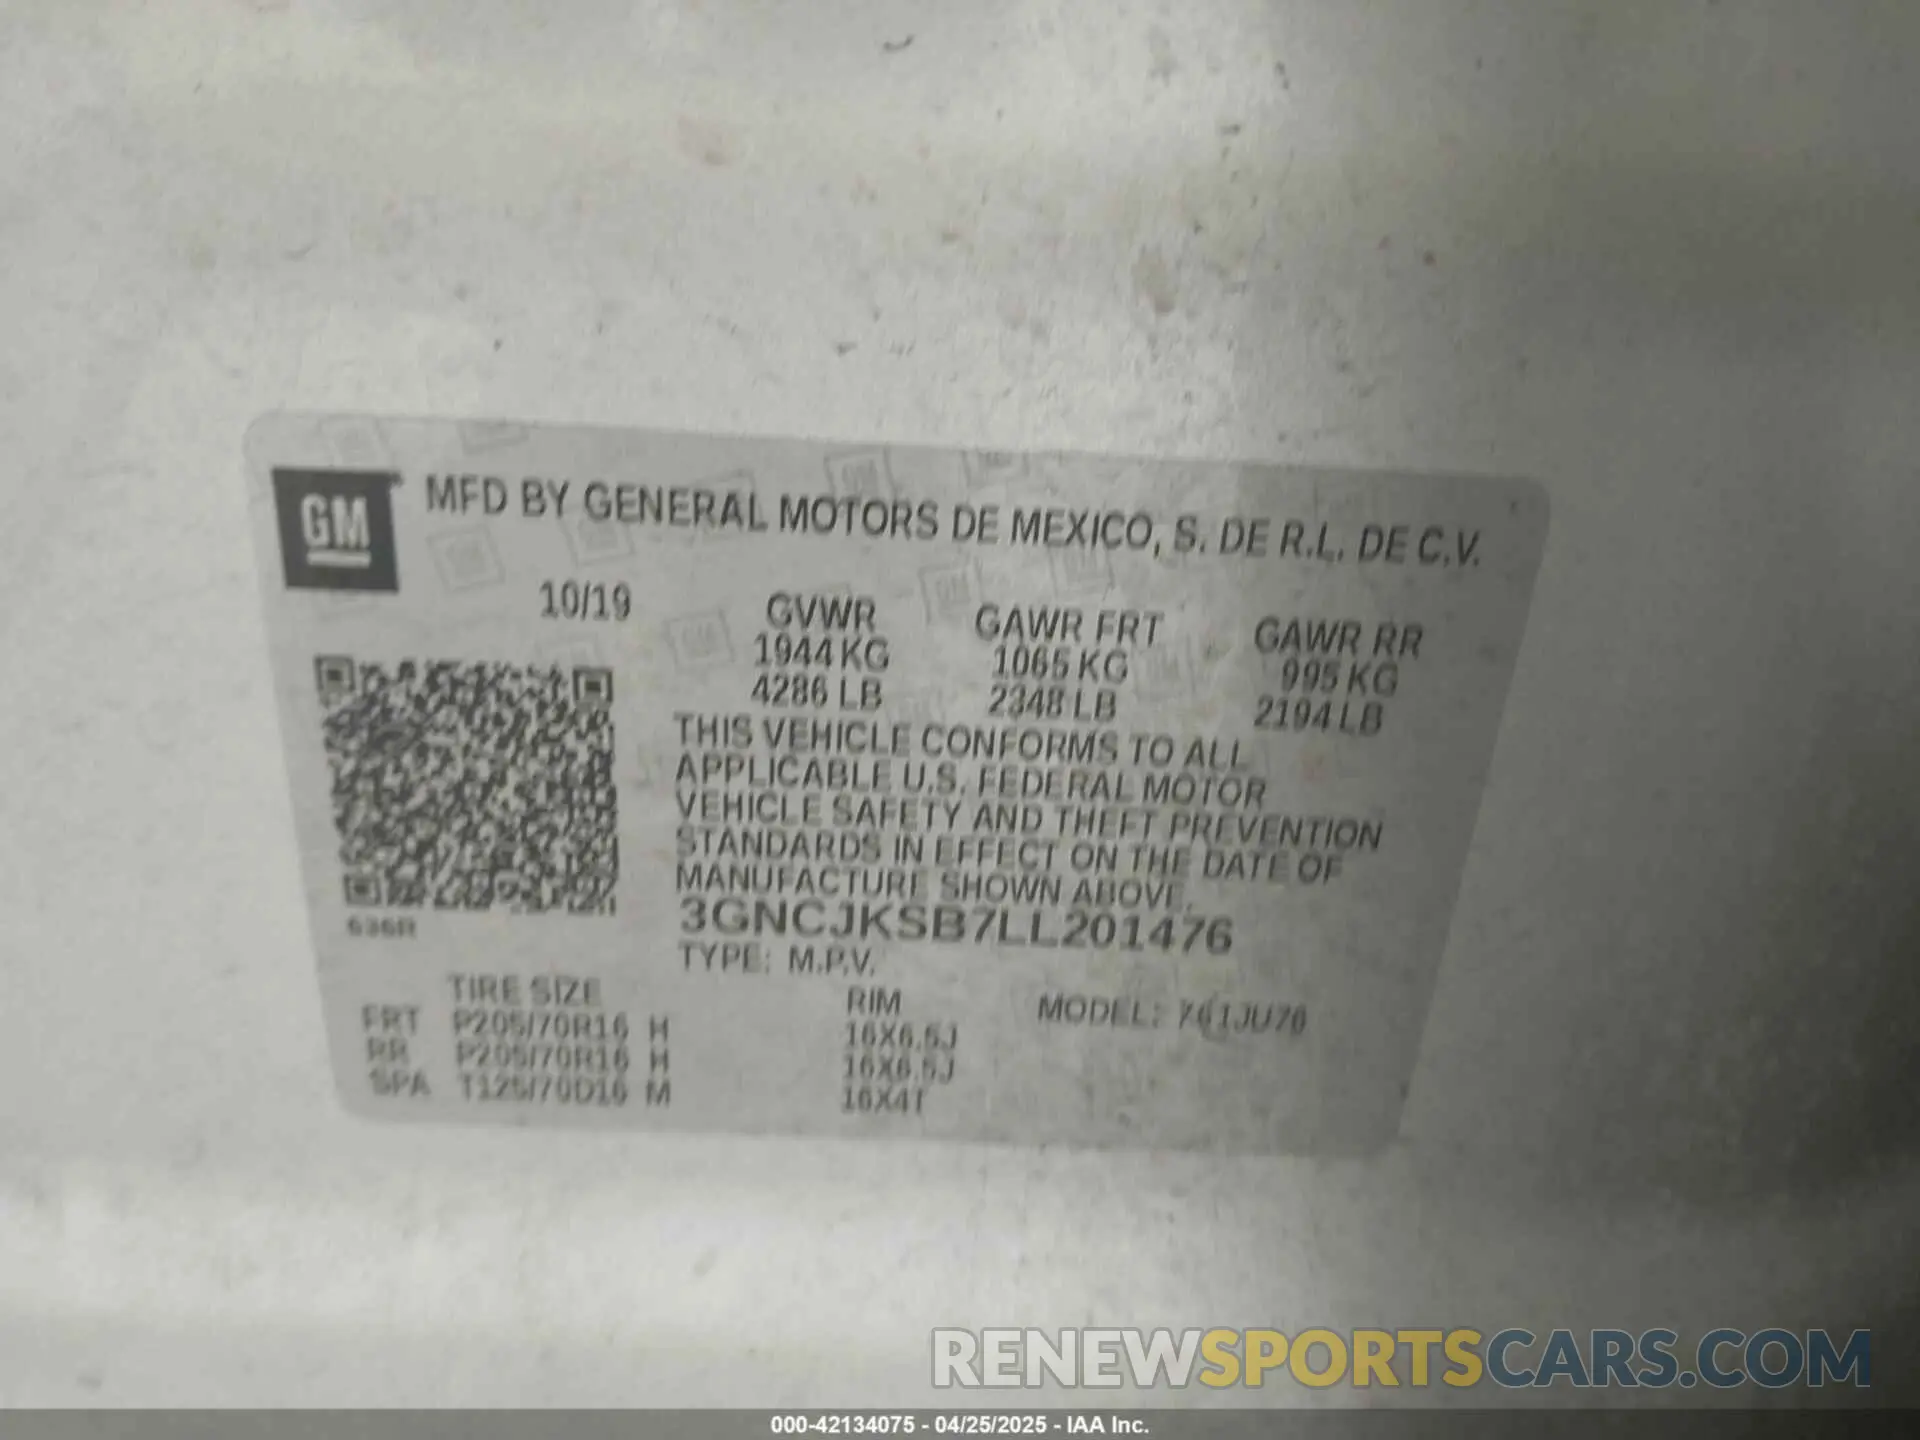 GM
MFD BY GENERAL MOTORS DE MEXICO, S. DE R.L. DE C.V.
10/19 GVWR GAWR FRT GAWR RR
1944 KG 1065 KG 995 KG
4286 LB 2348 LB 2194 LB
THIS VEHICLE CONFORMS TO ALL
APPLICABLE U.S. FEDERAL MOTOR
VEHICLE SAFETY AND THEFT PREVENTION
STANDARDS IN EFFECT ON THE DATE OF
MANUFACTURE SHOWN ABOVE.
3GNCJKSB7LL201476
636R
TYPE: M.P.V.
TIRE SIZE RIM MODEL:
FRT P205/70R16 H 16X6.5J
RR P205/70R16 H 16X6.5J
SPA T125/70D16 M 16X4T
RENEWSPORTSCARS.COM
000-42134075 - 04/25/2025 - IAA Inc.